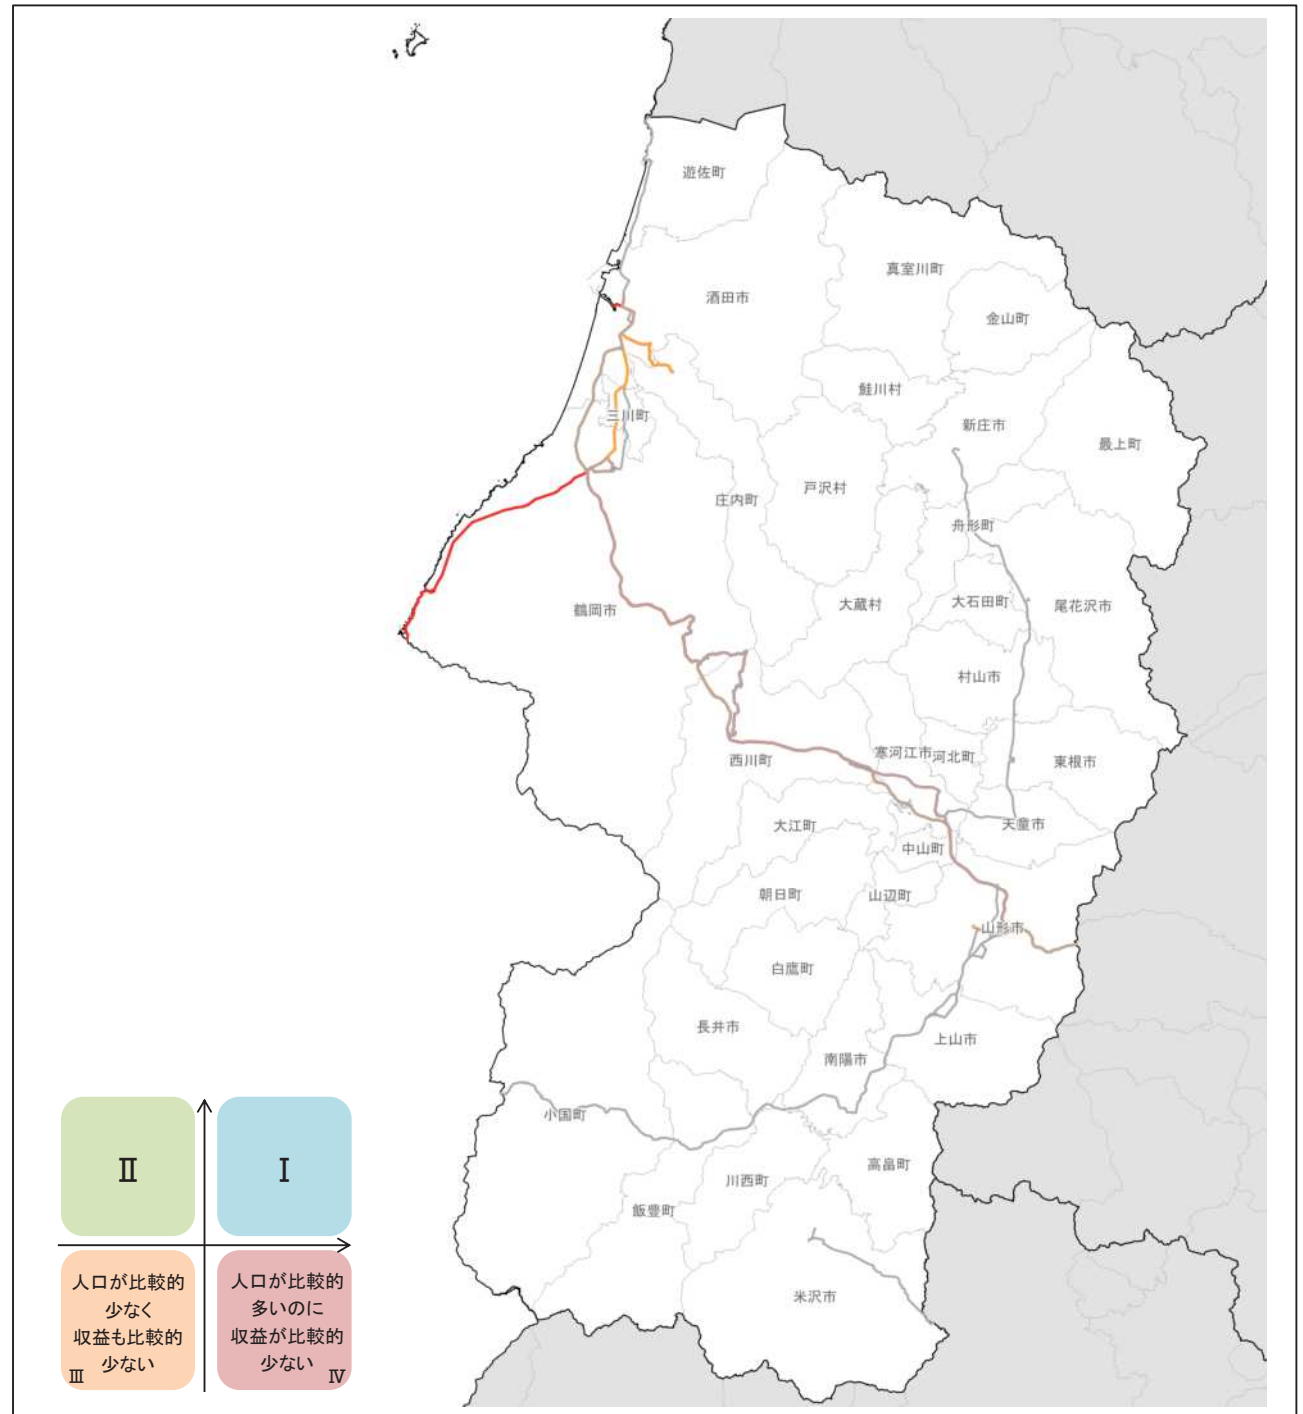 遊佐町
真室川町
酒田市
金山町
鮭川村
三川町
新庄市
最上町
戸沢村
庄内町
舟形町
鶴岡市
大蔵村
大石田町
尾花沢市
村山市
西川町
寒河江市
河北町
東根市
大江町
天童市
中山町
朝日町
山辺町
山形市
白鷹町
長井市
上山市
南陽市
小国町
高畠町
川西町
飯豊町
米沢市
Ⅱ
Ⅰ
人口が比較的
少なく
収益も比較的
少ない
Ⅲ
人口が比較的
多いのに
収益が比較的
少ない
Ⅳ